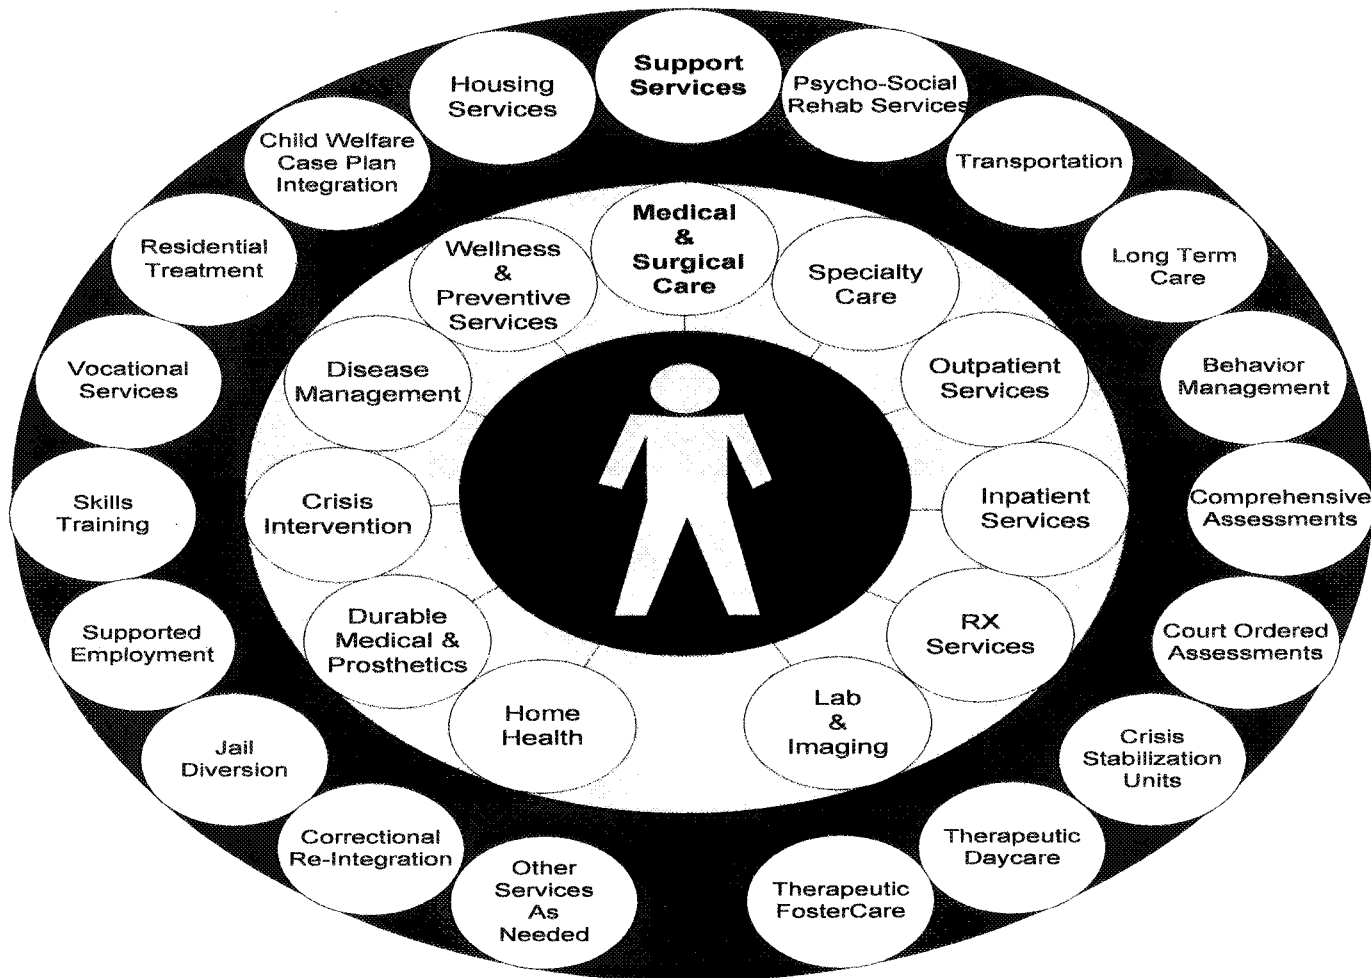 Support
Services
Psycho-Social
Rehab Services
Transportation
Long Term
Care
Behavior
Management
Comprehensive
Assessments
Court Ordered
Assessments
Crisis
Stabilization
Units
Therapeutic
Daycare
Therapeutic
FosterCare
Other
Services
As
Needed
Correctional
Re-Integration
Jail
Diversion
Supported
Employment
Skills
Training
Vocational
Services
Residential
Treatment
Child Welfare
Case Plan
Integration
Housing
Services
Medical
&
Surgical
Care
Specialty
Care
Outpatient
Services
Inpatient
Services
RX
Services
Lab
&
Imaging
Home
Health
Durable
Medical &
Prosthetics
Crisis
Intervention
Disease
Management
Wellness
&
Preventive
Services